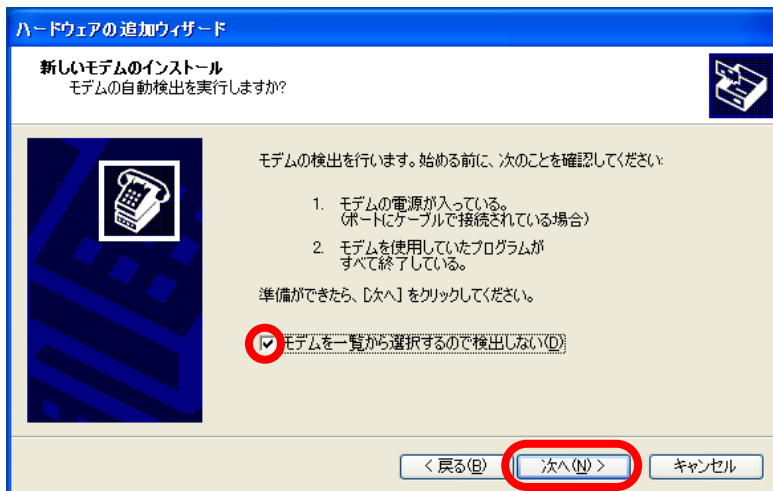 ハードウェアの追加ウィザード
新しいモデムのインストール
モデムの自動検出を実行しますか?
モデムの検出を行います。始める前に、次のことを確認してください:
1. モデムの電源が入っている。
(ポートにケーブルで接続されている場合)
2. モデムを使用していたプログラムが
すべて終了している。
準備ができたら、[次へ] をクリックしてください。
モデムを一覧から選択するので検出しない(D)
< 戻る(B)
次へ(N) >
キャンセル